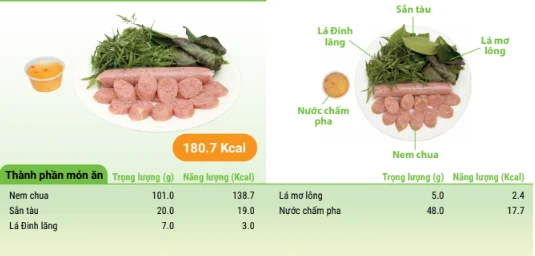 Sắn tàu
Lá Đinh
lăng
Lá mơ
lông
Nước chấm
pha
Nem chua
180.7 Kcal
Thành phần món ăn Trọng lượng (g) Năng lượng (Kcal) Trọng lượng (g) Năng lượng (Kcal)
Nem chua 101.0 138.7 Lá mơ lông 5.0 2.4
Sắn tàu 20.0 19.0 Nước chấm pha 48.0 17.7
Lá Đinh lăng 7.0 3.0